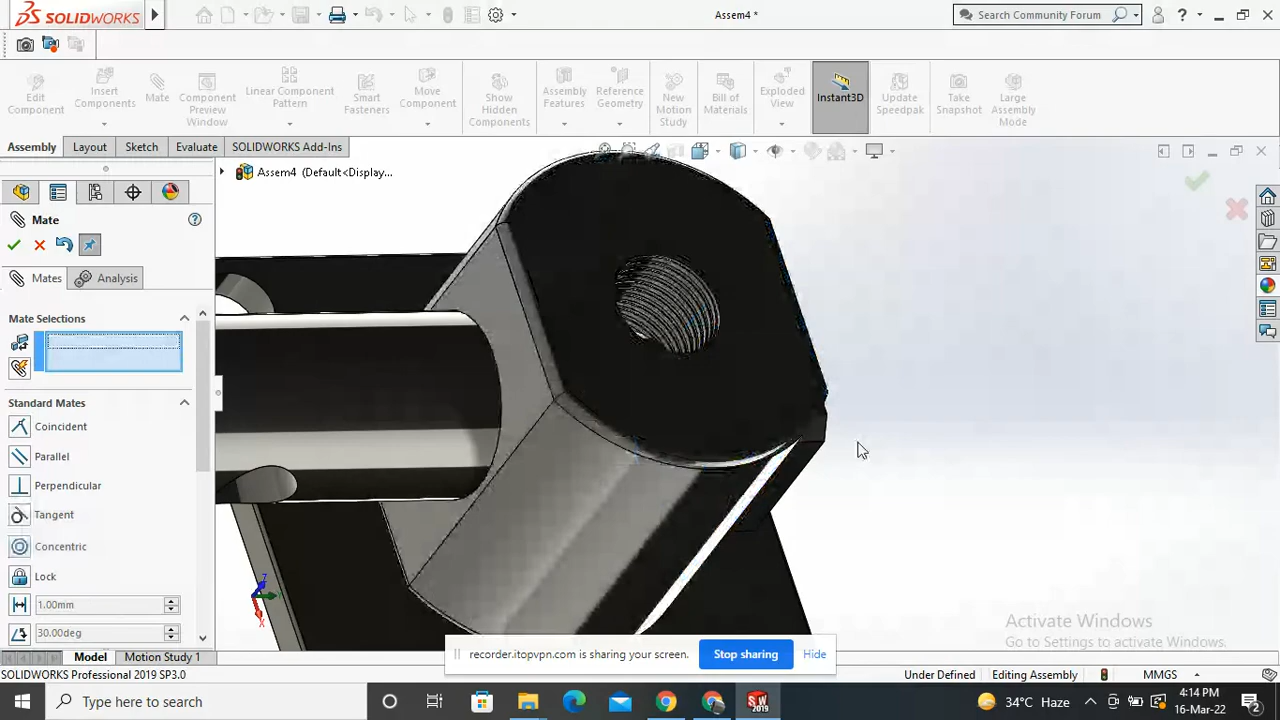 SOLIDWORKS
Assem4 *
Search Community Forum
?
Edit Component
Insert Components
Mate
Component Preview Window
Linear Component Pattern
Smart Fasteners
Move Component
Show Hidden Components
Assembly Features
Reference Geometry
New Motion Study
Bill of Materials
Exploded View
Instant3D
Update Speedpak
Take Snapshot
Large Assembly Mode
Assembly
Layout
Sketch
Evaluate
SOLIDWORKS Add-Ins
Assem4 (Default<Display...
Mate
?
Mates
Analysis
Mate Selections
Standard Mates
Coincident
Parallel
Perpendicular
Tangent
Concentric
Lock
1.00mm
30.00deg
Z
X
Activate Windows
Go to Settings to activate Windows.
recorder.itopvpn.com is sharing your screen.
Stop sharing
Hide
Model
Motion Study 1
SOLIDWORKS Professional 2019 SP3.0
Under Defined
Editing Assembly
MMGS
Type here to search
SW
2019
34°C Haze
4:14 PM
16-Mar-22
2